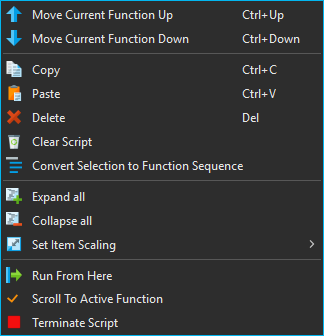 Move Current Function Up Ctrl+Up
Move Current Function Down Ctrl+Down
Copy Ctrl+C
Paste Ctrl+V
Delete Del
Clear Script
Convert Selection to Function Sequence
Expand all
Collapse all
Set Item Scaling
Run From Here
Scroll To Active Function
Terminate Script